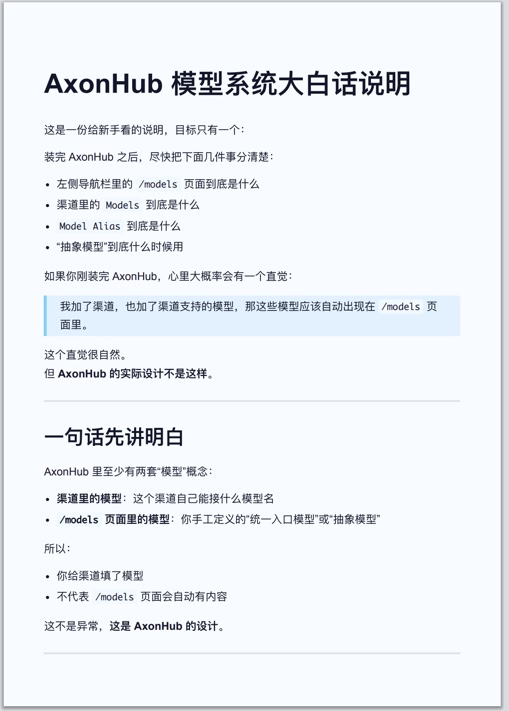 AxonHub 模型系统大白话说明
这是一份给新手看的说明，目标只有一个：
装完 AxonHub 之后，尽快把下面几件事分清楚：
• 左侧导航栏里的 /models 页面到底是什么
• 渠道里的 Models 到底是什么
• Model Alias 到底是什么
• “抽象模型”到底什么时候用
如果你刚装完 AxonHub，心里大概率会有一个直觉：
我加了渠道，也加了渠道支持的模型，那这些模型应该自动出现在 /models 页
面里。
这个直觉很自然。
但 AxonHub 的实际设计不是这样。
一句话先讲明白
AxonHub 里至少有两套“模型”概念：
• 渠道里的模型：这个渠道自己能接什么模型名
• /models 页面里的模型：你手工定义的“统一入口模型”或“抽象模型”
所以：
• 你给渠道填了模型
• 不代表 /models 页面会自动有内容
这不是异常，这是 AxonHub 的设计。